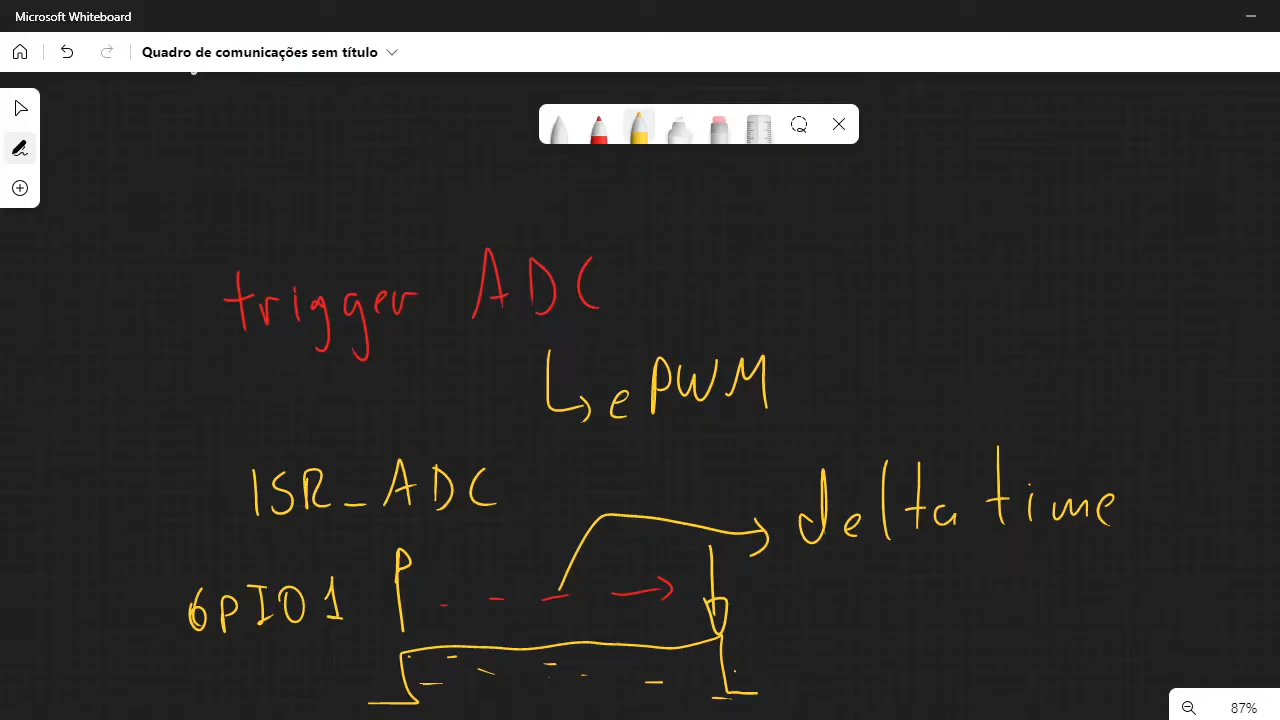 Microsoft Whiteboard
Quadro de comunicações sem título
trigger ADC
ePWM
ISR_ADC
delta time
GPIO1
87%